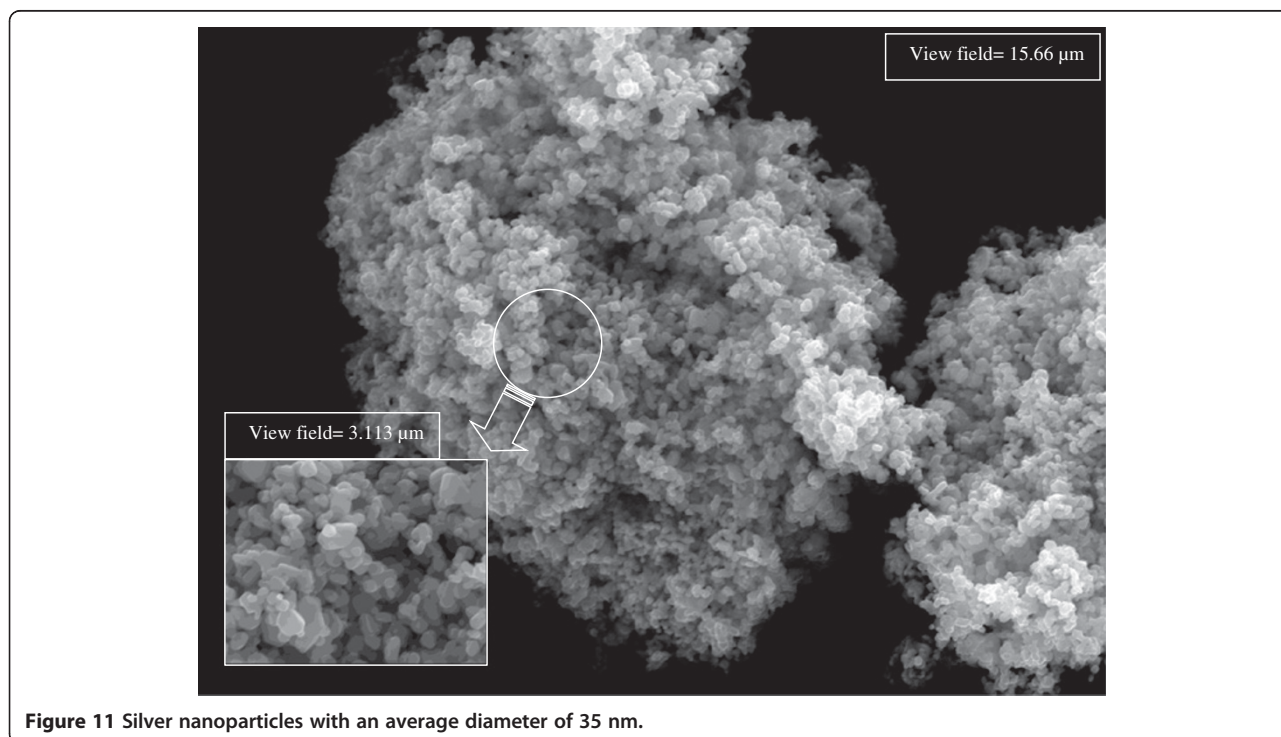 View field= 15.66 µm
View field= 3.113 µm
Figure 11 Silver nanoparticles with an average diameter of 35 nm.